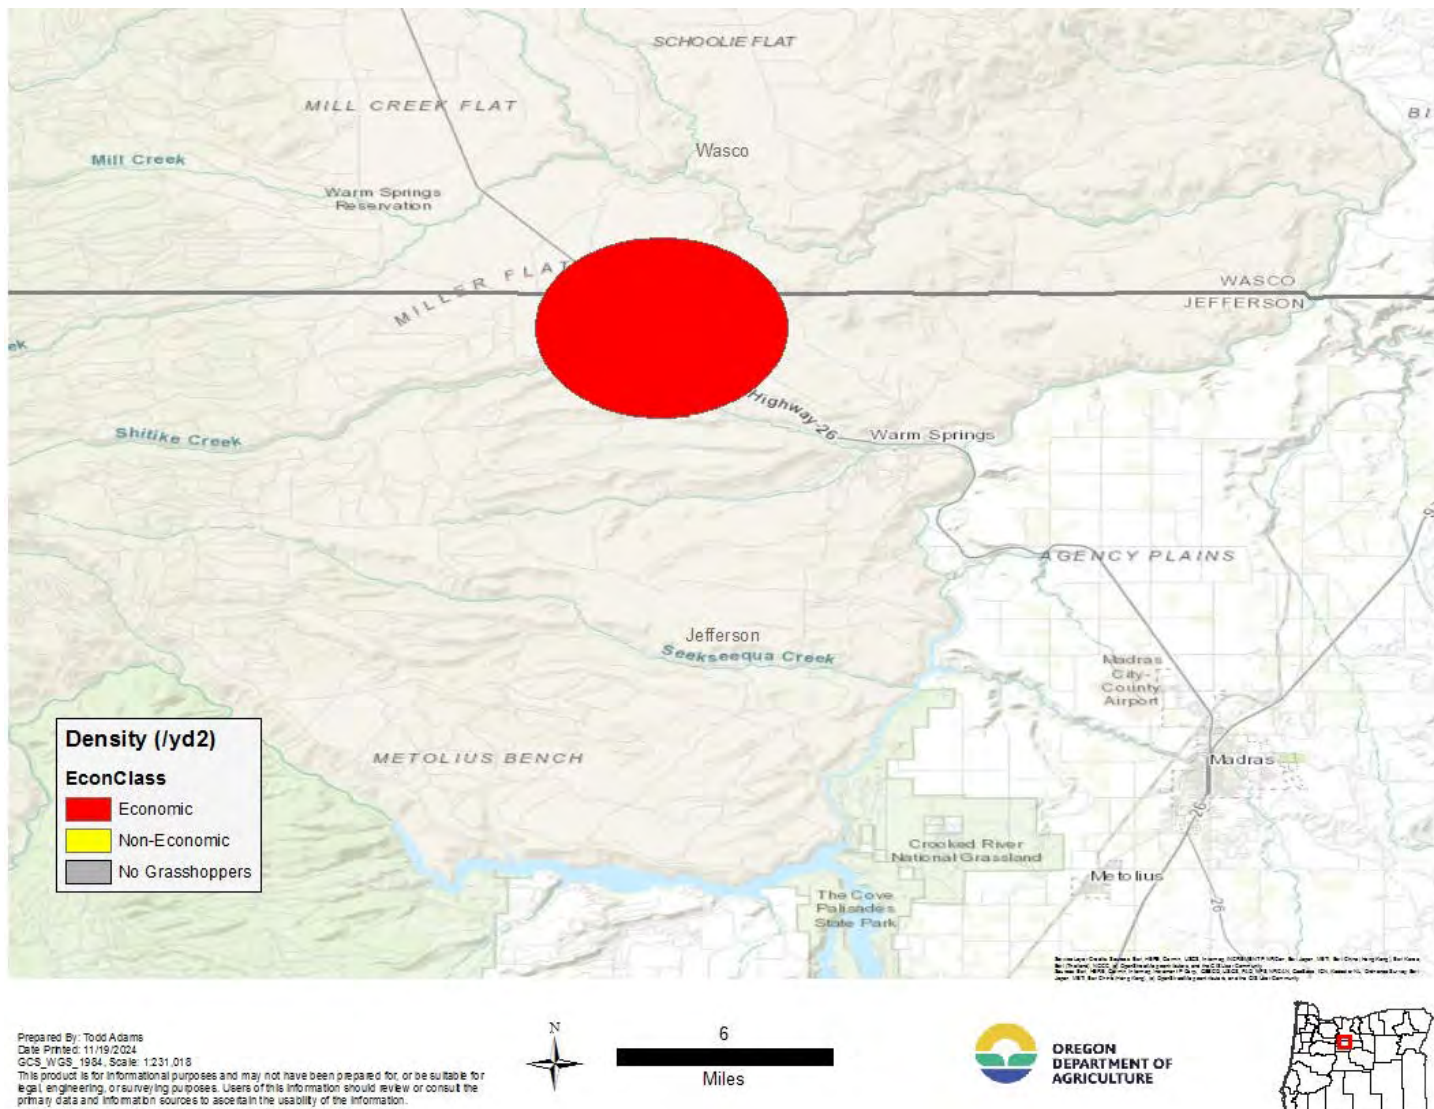 SCHOOLIE FLAT
MILL CREEK FLAT
BI
Mill Creek
Wasco
Warm Springs
Reservation
MILLER FLAT
WASCO
JEFFERSON
ek
Highway 26
Shitike Creek
Warm Springs
AGENCY PLAINS
Jefferson
Seekseequa Creek
Madras
City-
County
Airport
Density (/yd2)
EconClass
Economic
Non-Economic
No Grasshoppers
METOLIUS BENCH
Madras
26
Crooked River
National Grassland
Metolius
The Cove
Palisades
State Park
26
Prepared By: Todd Adams
Date Printed: 11/19/2024
GCS_WGS_1984, Scale: 1:231,018
This product is for informational purposes and may not have been prepared for, or be suitable for
legal, engineering, or surveying purposes. Users of this information should review or consult the
primary data and information sources to ascertain the usability of the information.
N
6
Miles
OREGON
DEPARTMENT OF
AGRICULTURE